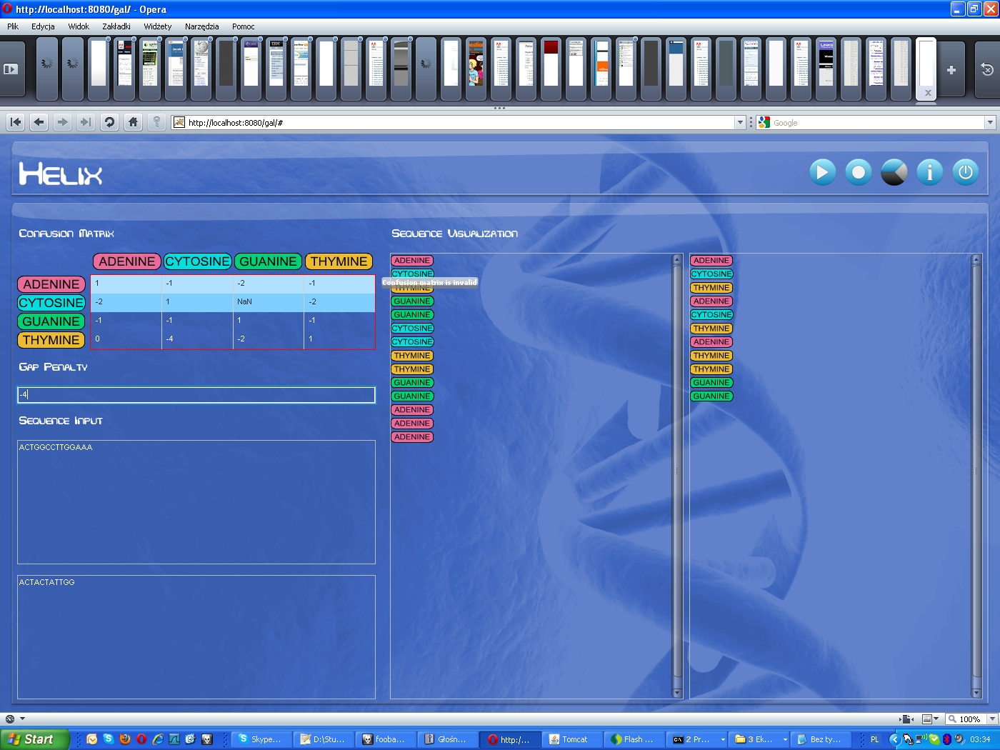 http://localhost:8080/gal/ - Opera
Plik Edycja Widok Zakładki Widżety Narzędzia Pomoc
http://localhost:8080/gal/#
Google
Helix
Confusion Matrix
ADENINE CYTOSINE GUANINE THYMINE
ADENINE 1 -1 -2 -1
CYTOSINE -2 1 NaN -2
GUANINE -1 -1 1 -1
THYMINE 0 -4 -2 1
Confusion matrix is invalid
Gap Penalty
-4
Sequence Input
ACTGGCCTTGGAAA
ACTACTATTGG
Sequence Visualization
ADENINE
CYTOSINE
THYMINE
GUANINE
GUANINE
CYTOSINE
CYTOSINE
THYMINE
THYMINE
GUANINE
GUANINE
ADENINE
ADENINE
ADENINE
ADENINE
CYTOSINE
THYMINE
ADENINE
CYTOSINE
THYMINE
ADENINE
THYMINE
THYMINE
GUANINE
GUANINE
100%
Start Skype... D:\Stu... fooba... Głośn... http:/... Tomcat Flash ... 2 Pr... 3 Ek... Bez ty... PL 03:34